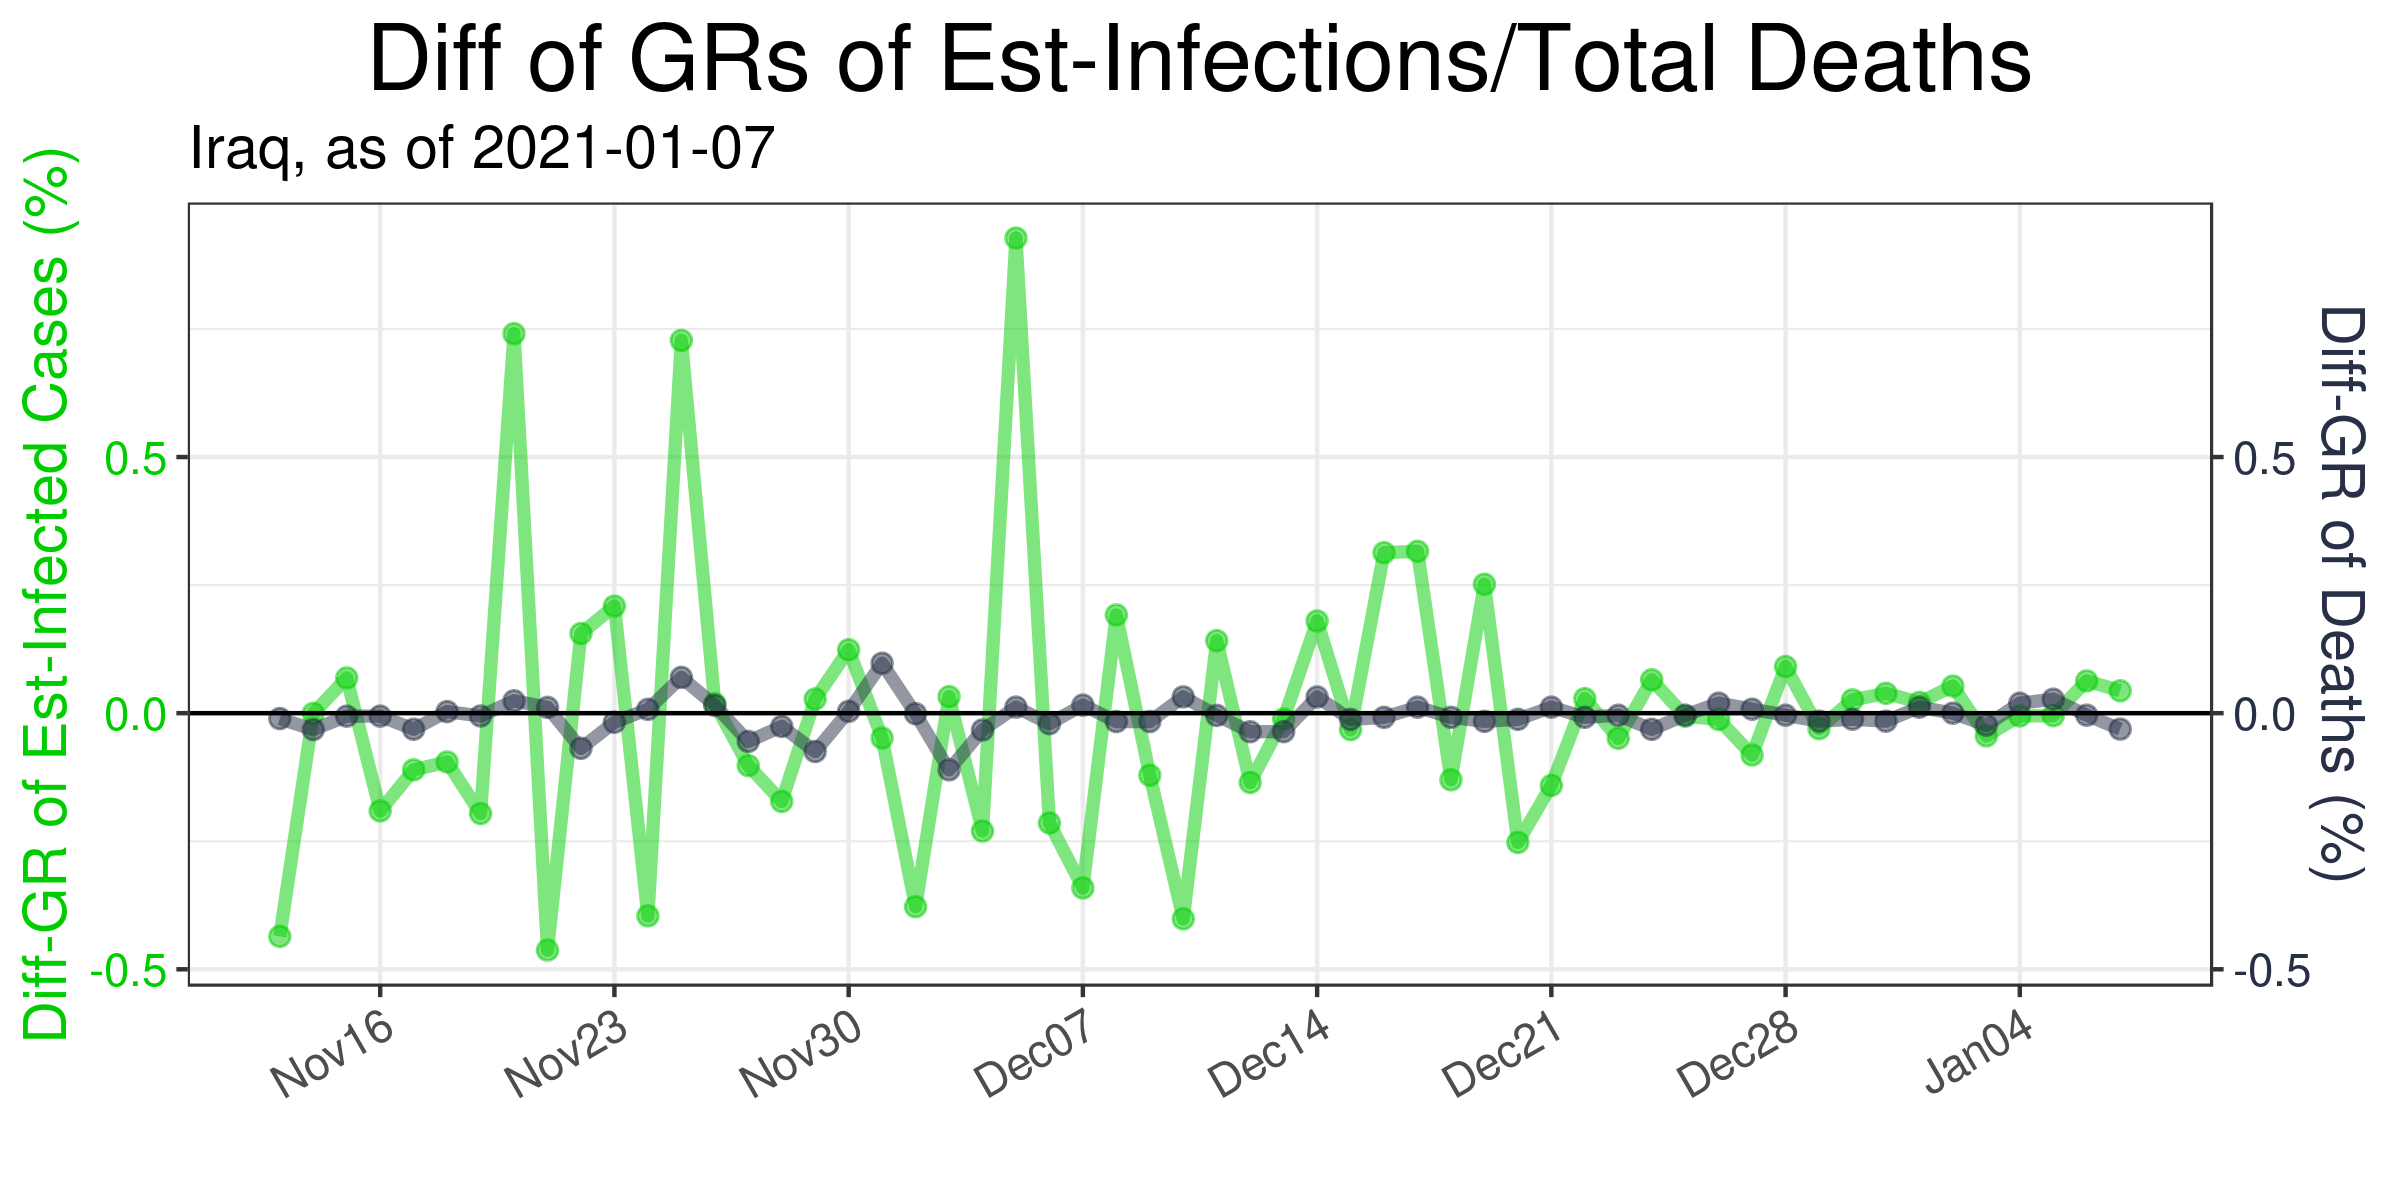 Diff of GRs of Est-Infections/Total Deaths
Iraq, as of 2021-01-07
Diff-GR of Est-Infected Cases (%)
0.5
0.0
-0.5
Diff-GR of Deaths (%)
0.5
0.0
-0.5
Nov16
Nov23
Nov30
Dec07
Dec14
Dec21
Dec28
Jan04